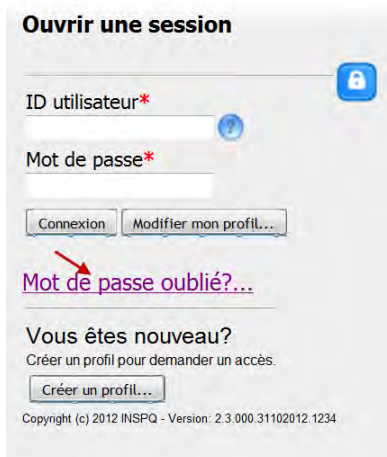 Ouvrir une session
ID utilisateur*
?
Mot de passe*
Connexion Modifier mon profil...
Mot de passe oublié?...
Vous êtes nouveau?
Créer un profil pour demander un accès.
Créer un profil...
Copyright (c) 2012 INSPQ - Version: 2.3.000.31102012.1234